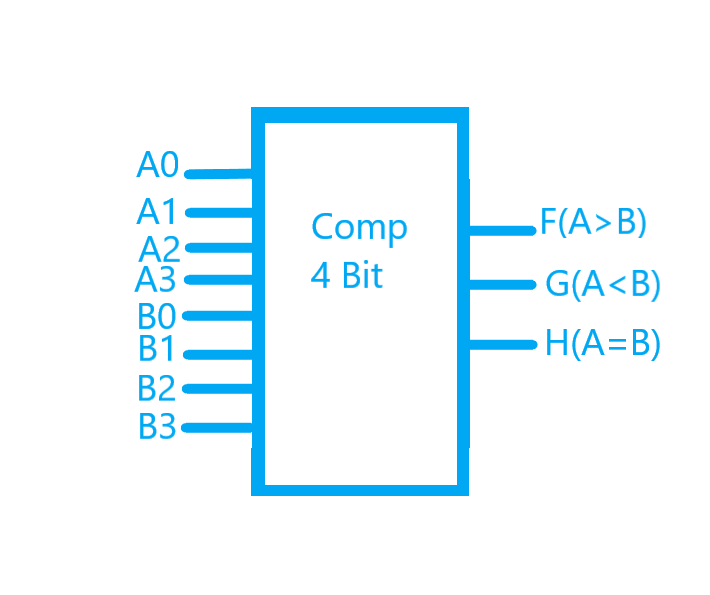 A0
A1
A2
A3
B0
B1
B2
B3
Comp
4 Bit
F(A>B)
G(A<B)
H(A=B)